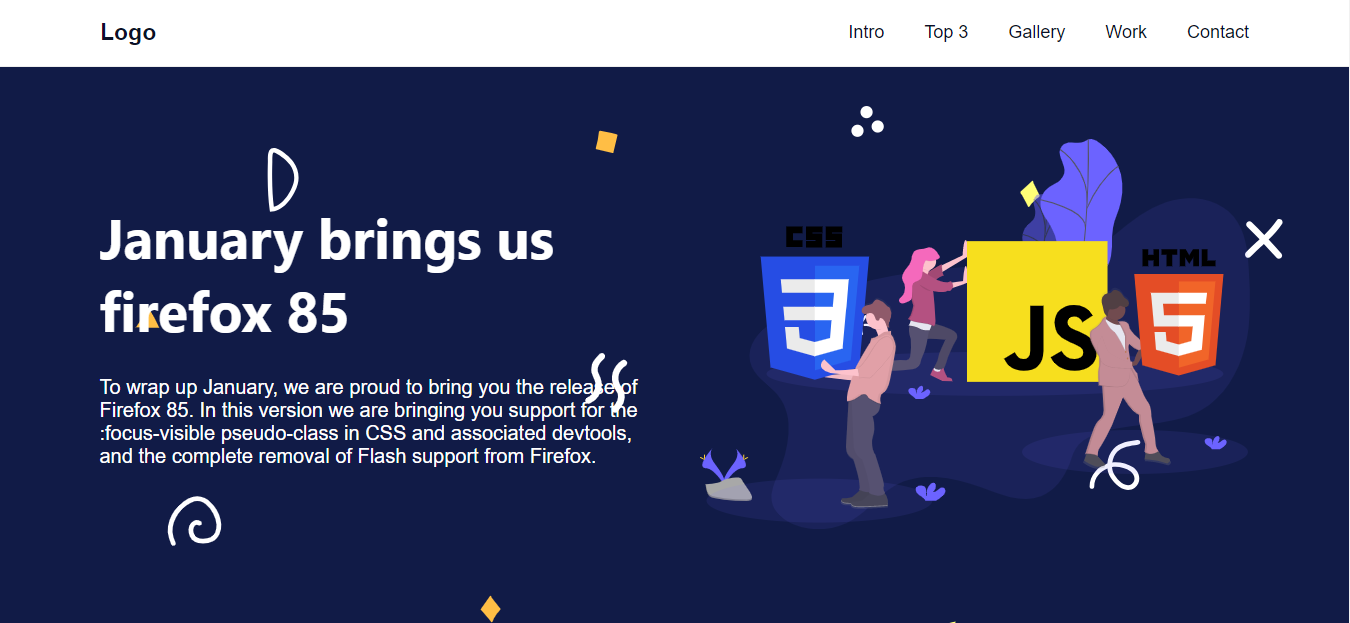 Logo
Intro
Top 3
Gallery
Work
Contact
January brings us
firefox 85
To wrap up January, we are proud to bring you the release of
Firefox 85. In this version we are bringing you support for the
:focus-visible pseudo-class in CSS and associated devtools,
and the complete removal of Flash support from Firefox.
CSS
3
JS
HTML
5